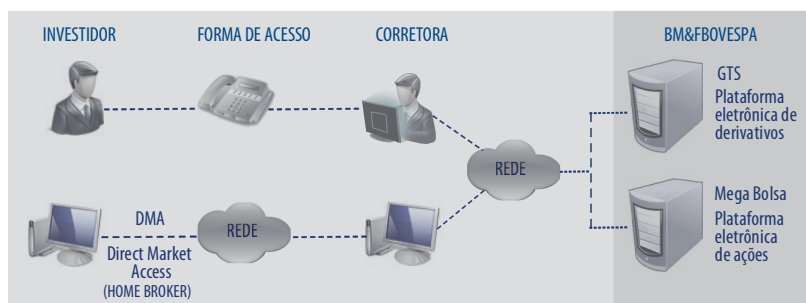 INVESTIDOR
FORMA DE ACESSO
CORRETORA
BM&FBOVESPA
GTS
Plataforma
eletrônica de
derivativos
REDE
DMA
Direct Market
Access
(HOME BROKER)
REDE
Mega Bolsa
Plataforma
eletrônica
de ações